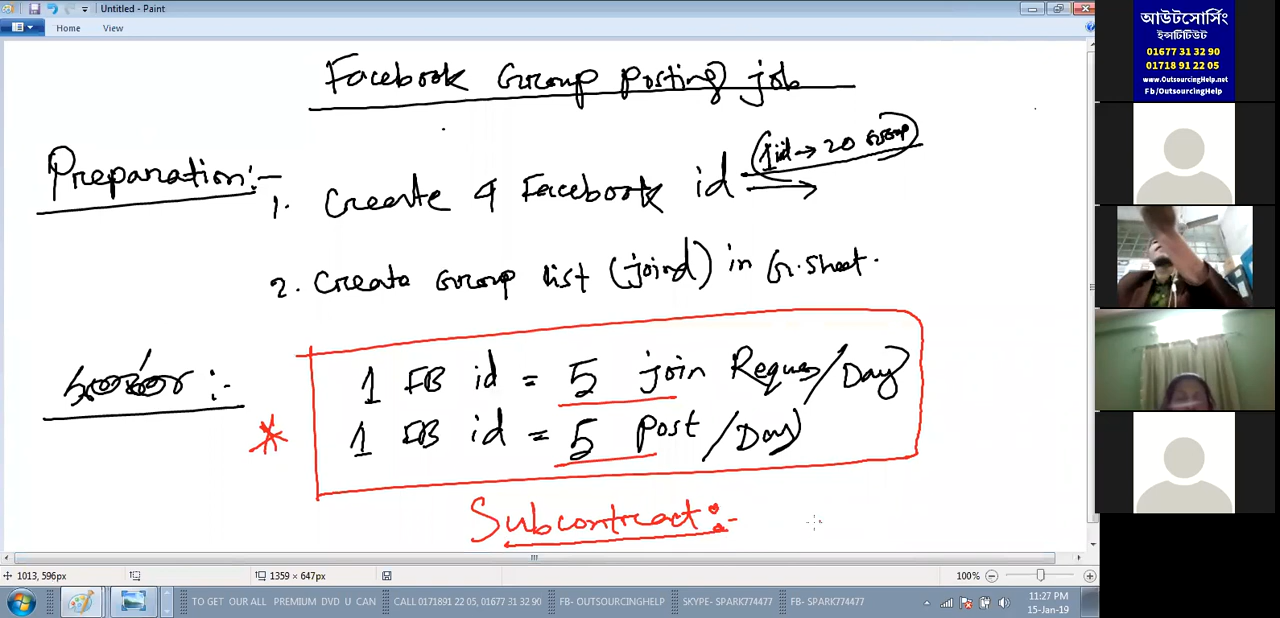 Untitled - Paint
Home View
Facebook Group posting job
Preparation:-
1. Create 4 Facebook id → (1id → 20 Group)
2. Create Group list (joind) in G.Sheet.
1 FB id = 5 join Reques/Day
1 FB id = 5 post /Day
Subcontract:-
1013, 596px
1359 × 647px
100%
TO GET OUR ALL PREMIUM DVD U CAN
CALL 0171891 22 05, 01677 31 32 90
FB- OUTSOURCINGHELP
SKYPE- SPARK774477
FB- SPARK774477
11:27 PM
15-Jan-19
আউটসোর্সিং
ইন্সটিটিউট
01677 31 32 90
01718 91 22 05
www.OutsourcingHelp.net
Fb/OutsourcingHelp